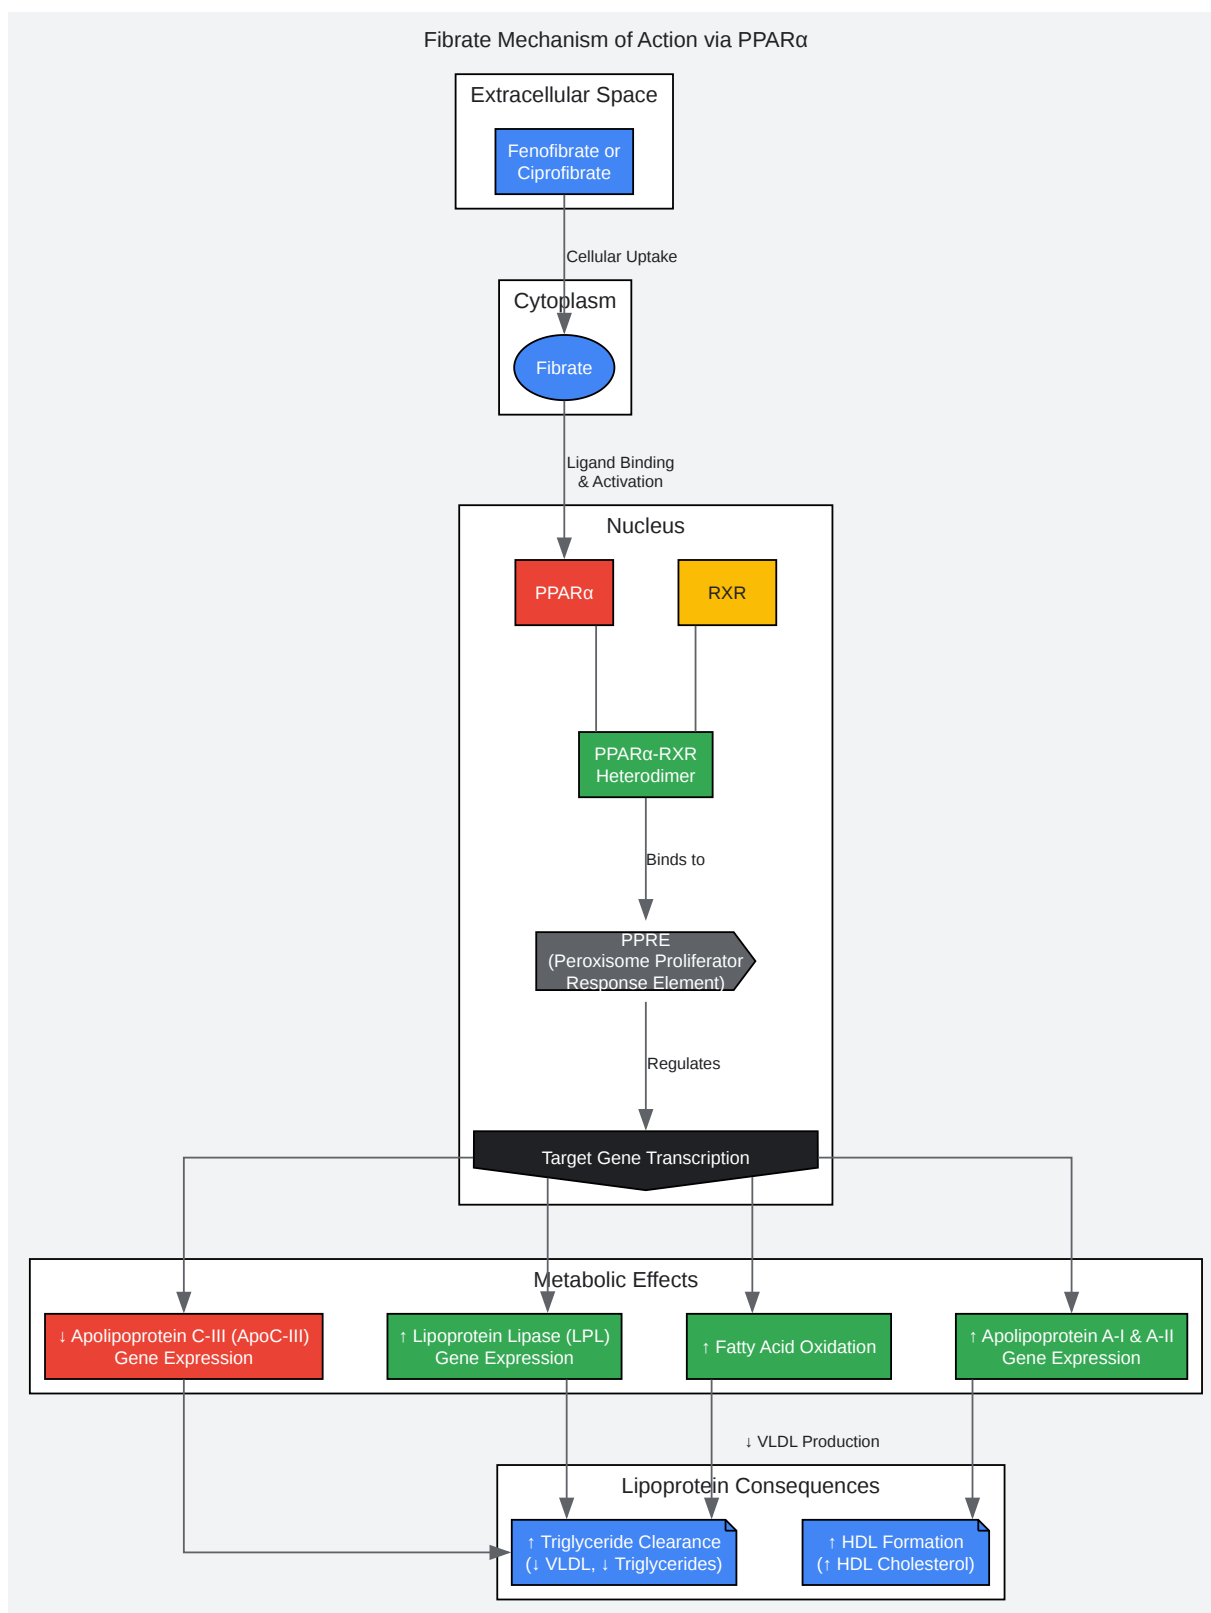 Fibrate Mechanism of Action via PPARα
Extracellular Space
Fenofibrate or
Ciprofibrate
Cellular Uptake
Cytoplasm
Fibrate
Ligand Binding
& Activation
Nucleus
PPARα
RXR
PPARα-RXR
Heterodimer
Binds to
PPRE
(Peroxisome Proliferator
Response Element)
Regulates
Target Gene Transcription
Metabolic Effects
↓ Apolipoprotein C-III (ApoC-III)
Gene Expression
↑ Lipoprotein Lipase (LPL)
Gene Expression
↑ Fatty Acid Oxidation
↑ Apolipoprotein A-I & A-II
Gene Expression
↓ VLDL Production
Lipoprotein Consequences
↑ Triglyceride Clearance
(↓ VLDL, ↓ Triglycerides)
↑ HDL Formation
(↑ HDL Cholesterol)